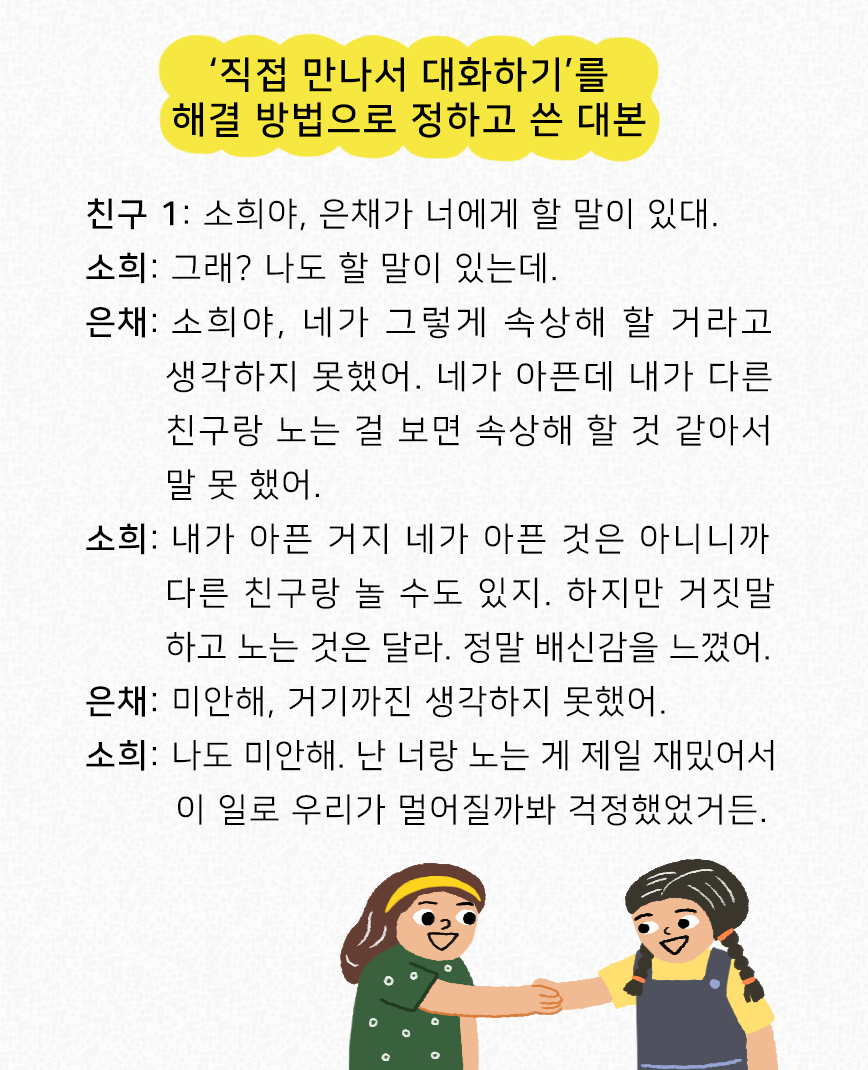 ‘직접 만나서 대화하기’를
해결 방법으로 정하고 쓴 대본
친구 1: 소희야, 은채가 너에게 할 말이 있대.
소희: 그래? 나도 할 말이 있는데.
은채: 소희야, 네가 그렇게 속상해 할 거라고
생각하지 못했어. 네가 아픈데 내가 다른
친구랑 노는 걸 보면 속상해 할 것 같아서
말 못 했어.
소희: 내가 아픈 거지 네가 아픈 것은 아니니까
다른 친구랑 놀 수도 있지. 하지만 거짓말
하고 노는 것은 달라. 정말 배신감을 느꼈어.
은채: 미안해, 거기까진 생각하지 못했어.
소희: 나도 미안해. 난 너랑 노는 게 제일 재밌어서
이 일로 우리가 멀어질까봐 걱정했었거든.